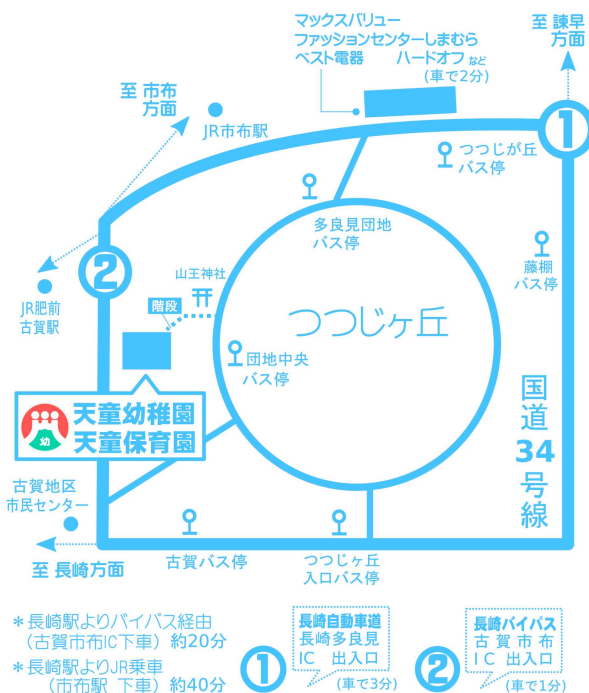 マックスバリュー
ファッションセンターしまむら
ベスト電器 ハードオフ など
(車で2分)
至 諫早
方面
至 市布
方面
JR市布駅
1
つつじが丘
バス停
多良見団地
バス停
藤棚
バス停
2
JR肥前
古賀駅
山王神社
階段
つつじヶ丘
団地中央
バス停
国道34号線
幼
天童幼稚園
天童保育園
古賀地区
市民センター
至 長崎方面
古賀バス停
つつじヶ丘
入口バス停
＊長崎駅よりバイパス経由
(古賀市布IC下車) 約20分
＊長崎駅よりJR乗車
(市布駅 下車) 約40分
1
長崎自動車道
長崎多良見
IC 出入口
(車で3分)
2
長崎バイパス
古賀市布
IC 出入口
(車で1分)